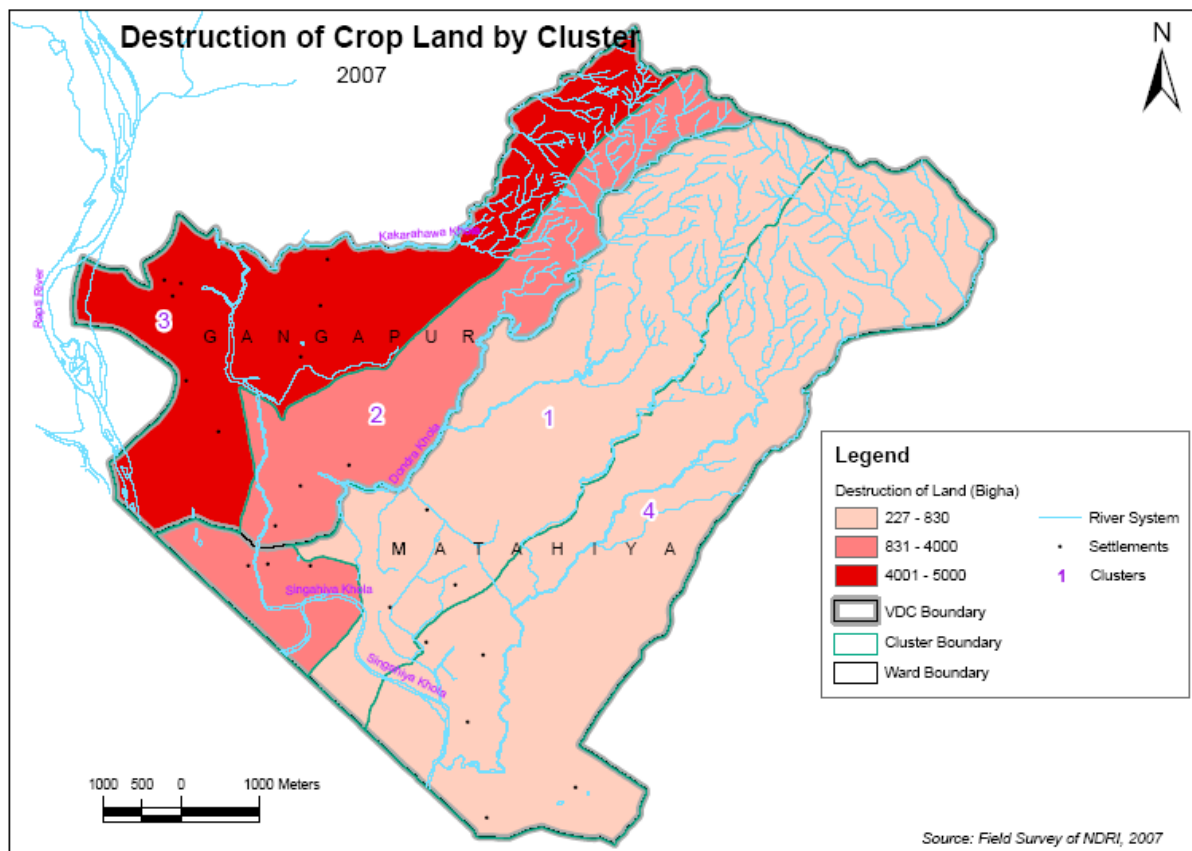 Destruction of Crop Land by Cluster
2007
N
Kakarahawa Khola
Rapti River
3
G A N G A P U R
2
1
Dondra Khola
4
M A T A H I Y A
Singahiya Khola
Singahiya Khola
Legend
Destruction of Land (Bigha)
227 - 830
831 - 4000
4001 - 5000
VDC Boundary
Cluster Boundary
Ward Boundary
River System
Settlements
1 Clusters
1000 500 0 1000 Meters
Source: Field Survey of NDRI, 2007